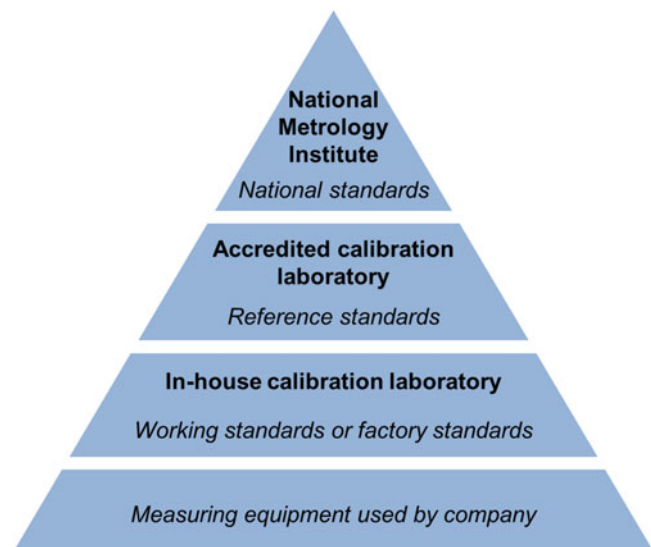 National
Metrology
Institute
National standards
Accredited calibration
laboratory
Reference standards
In-house calibration laboratory
Working standards or factory standards
Measuring equipment used by company